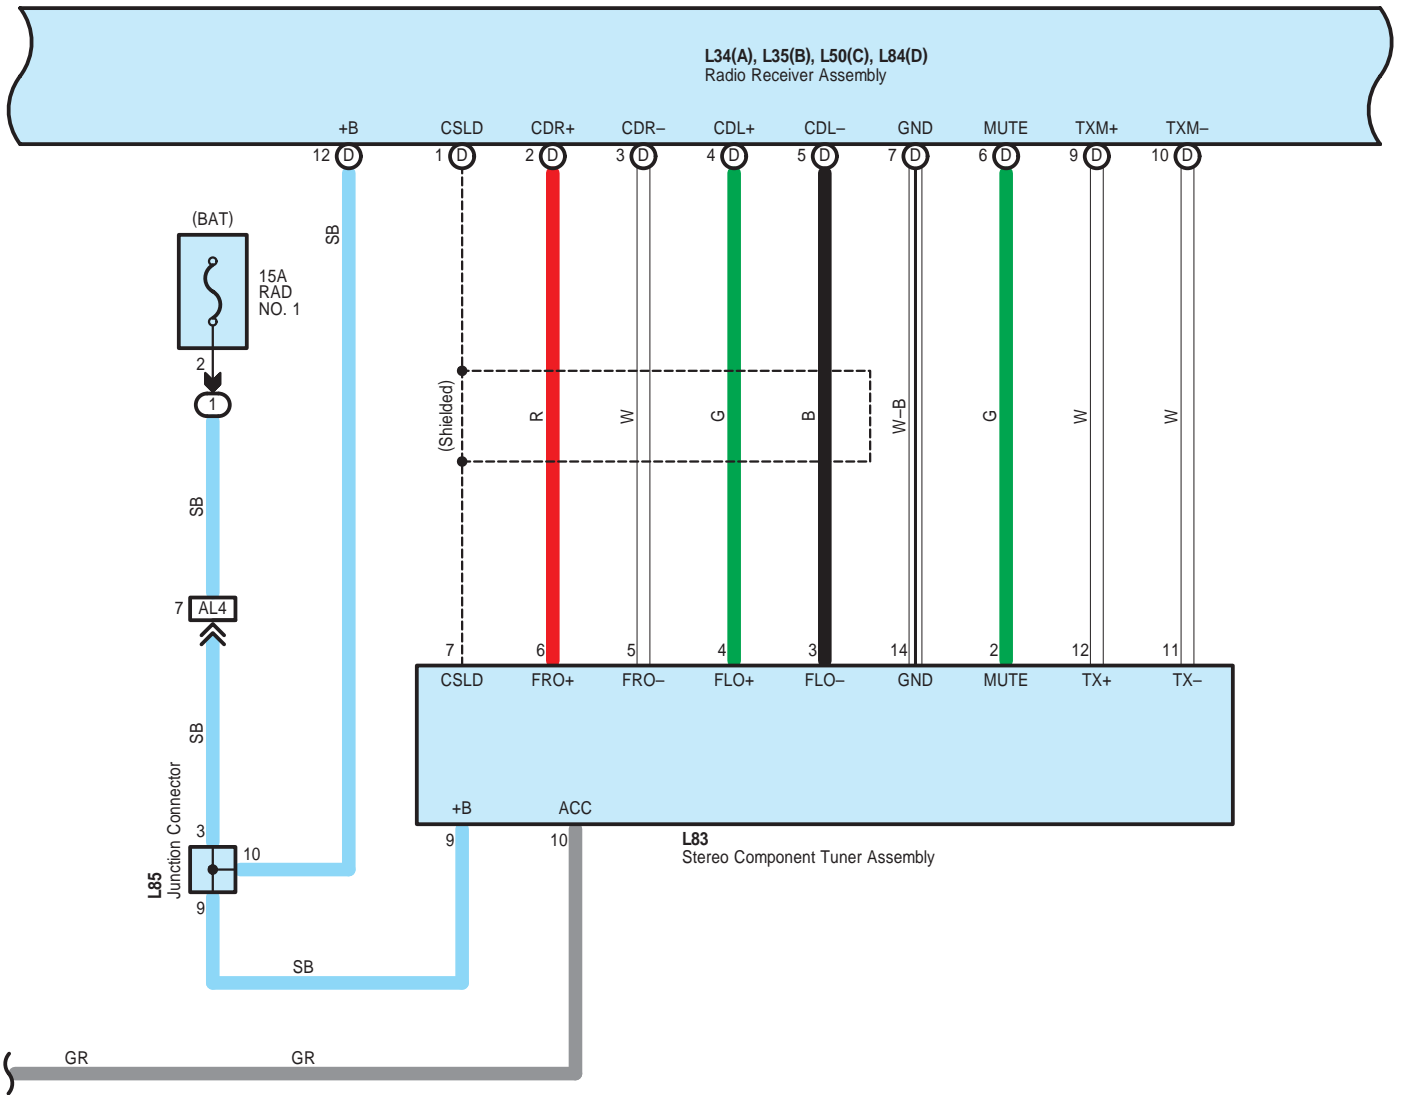 L34(A), L35(B), L50(C), L84(D)
Radio Receiver Assembly
+B CSLD CDR+ CDR– CDL+ CDL– GND MUTE TXM+ TXM–
12 D 1 D 2 D 3 D 4 D 5 D 7 D 6 D 9 D 10 D
(BAT)
15A
RAD
NO. 1
2
1
SB
SB
(Shielded)
R W G B W–B G W W
7 AL4
SB
7 6 5 4 3 14 2 12 11
CSLD FRO+ FRO– FLO+ FLO– GND MUTE TX+ TX–
+B ACC
9 10
L83
Stereo Component Tuner Assembly
3
10
9
L85
Junction Connector
SB
GR GR